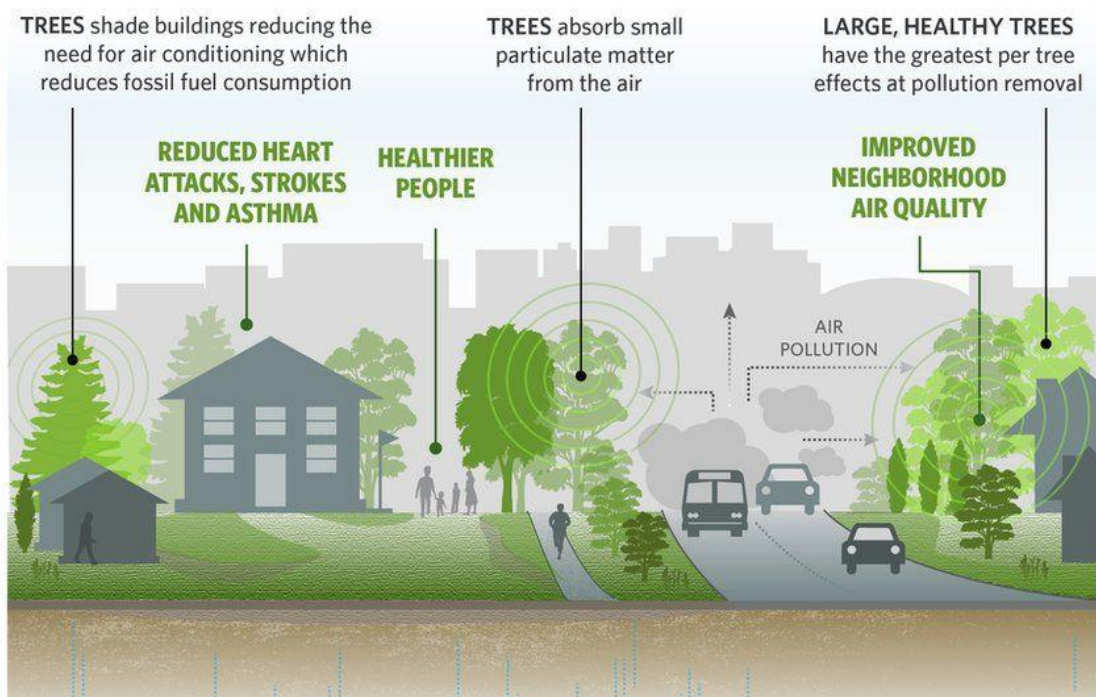 TREES shade buildings reducing the
need for air conditioning which
reduces fossil fuel consumption
TREES absorb small
particulate matter
from the air
LARGE, HEALTHY TREES
have the greatest per tree
effects at pollution removal
REDUCED HEART
ATTACKS, STROKES
AND ASTHMA
HEALTHIER
PEOPLE
IMPROVED
NEIGHBORHOOD
AIR QUALITY
AIR
POLLUTION